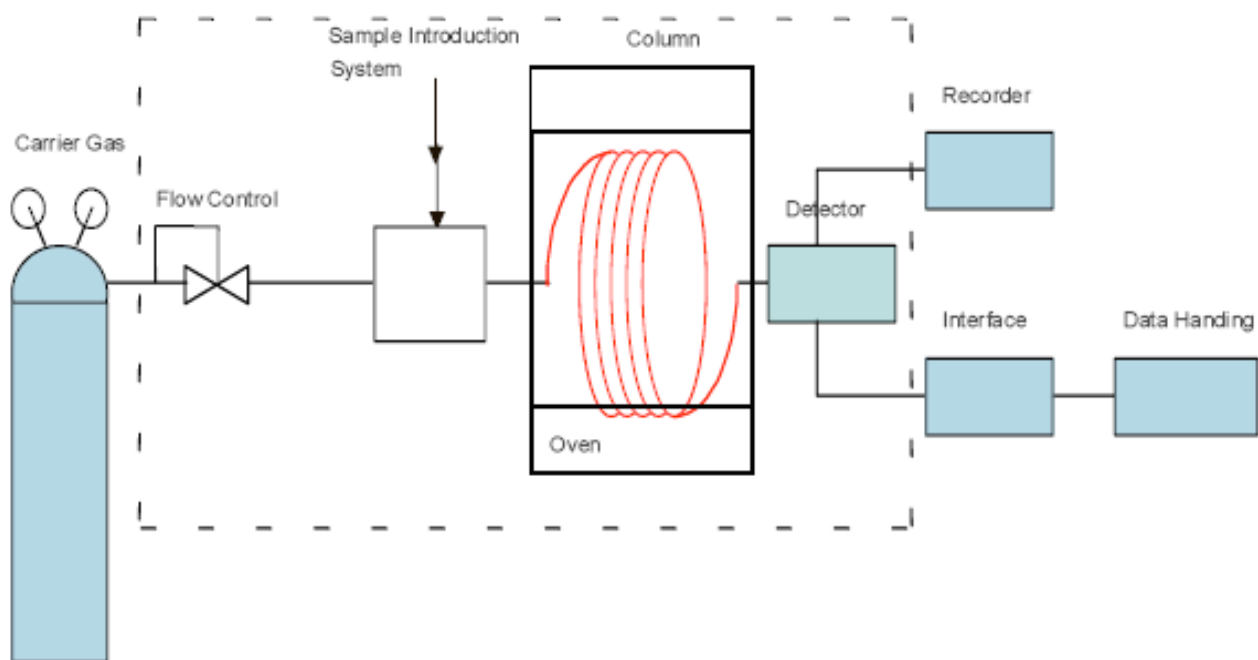 Sample Introduction
System
Column
Recorder
Carrier Gas
Flow Control
Detector
Interface
Data Handing
Oven